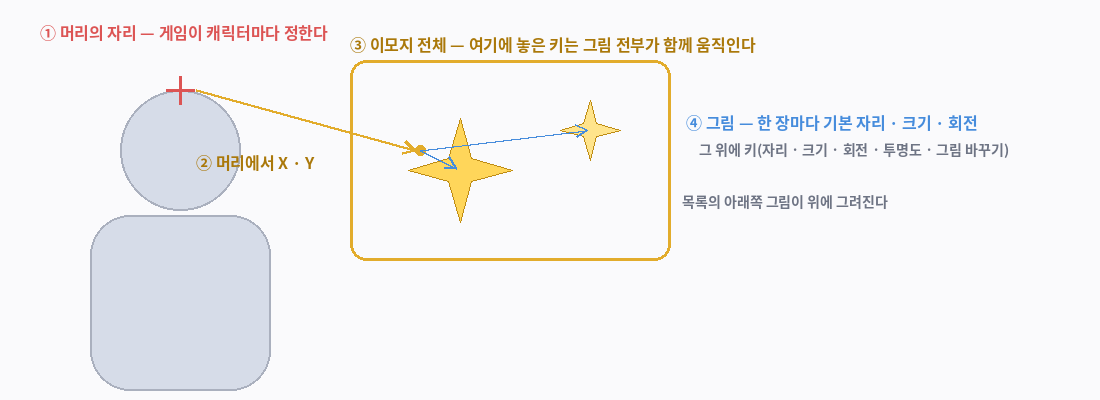 ① 머리의 자리 — 게임이 캐릭터마다 정한다
③ 이모지 전체 — 여기에 놓은 키는 그림 전부가 함께 움직인다
② 머리에서 X · Y
④ 그림 — 한 장마다 기본 자리 · 크기 · 회전
그 위에 키(자리 · 크기 · 회전 · 투명도 · 그림 바꾸기)
목록의 아래쪽 그림이 위에 그려진다